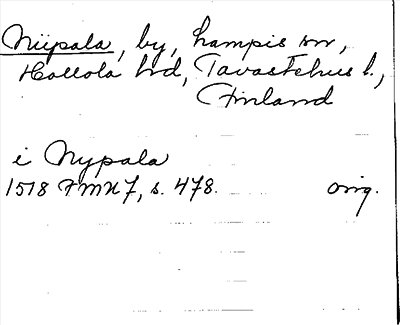 Niipala, by, Lampis sn,
Hollola hd, Tavastehus l.,
Finland
i Nypala
1518 FMU 7, s. 478. orig.